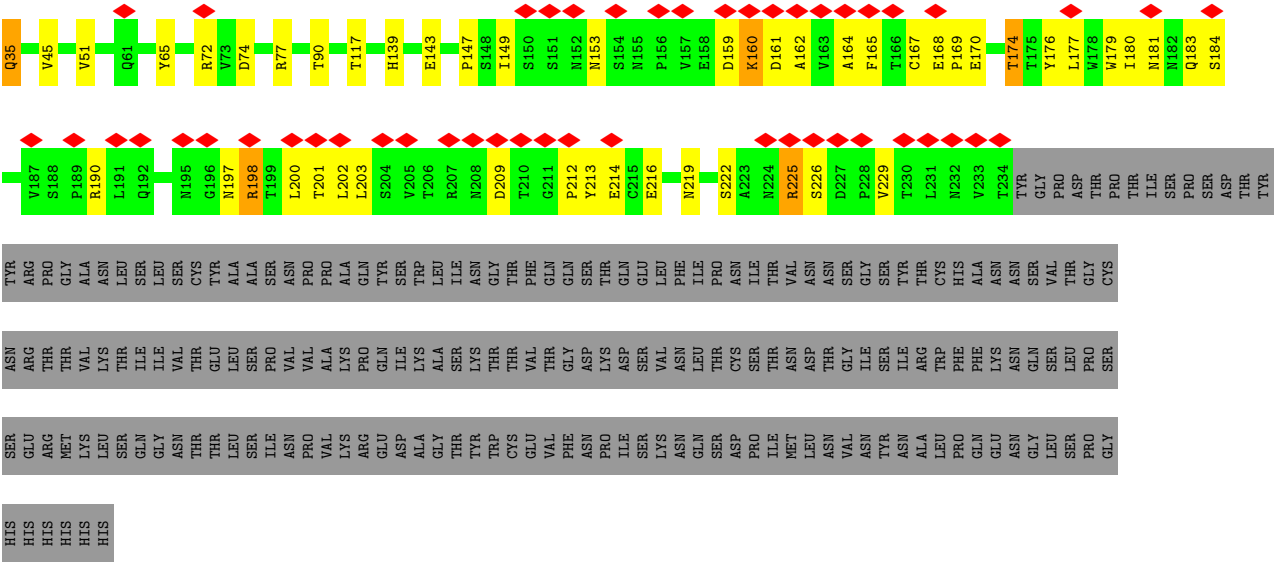 Q35 V45 V51 Q61 Y65 R72 V73 D74 R77 T90 T117 H139 E143 P147 S148 I149 S150 S151 N152 N153 S154 N155 P156 V157 E158 D159 K160 D161 A162 V163 A164 F165 T166 C167 E168 P169 E170 T174 T175 Y176 L177 W178 W179 I180 N181 N182 Q183 S184
V187 S188 P189 R190 L191 Q192 N195 G196 N197 R198 T199 L200 T201 L202 L203 S204 V205 T206 R207 N208 D209 T210 G211 P212 Y213 E214 C215 E216 N219 S222 A223 N224 R225 S226 D227 P228 V229 T230 L231 N232 V233 T234 TYR GLY PRO ASP THR PRO THR ILE SER PRO SER ASP THR TYR
TYR ARG PRO GLY ALA ASN LEU SER LEU SER CYS TYR ALA ALA SER ASN PRO PRO ALA GLN TYR SER TRP LEU ILE ASN GLY THR PHE GLN GLN SER THR GLN GLU LEU PHE ILE PRO ASN ILE THR VAL ASN ASN SER GLY SER TYR THR CYS HIS ALA ASN ASN SER VAL THR GLY CYS
ASN ARG THR THR VAL LYS THR ILE ILE VAL THR GLU LEU SER PRO VAL VAL ALA LYS PRO GLN ILE LYS ALA SER LYS THR THR VAL THR GLY ASP LYS ASP SER VAL ASN LEU THR CYS SER THR ASN ASP THR GLY ILE SER ILE ARG TRP PHE PHE LYS ASN GLN SER LEU PRO SER
SER GLU ARG MET LYS LEU SER GLN GLY ASN THR THR LEU SER ILE ASN PRO VAL LYS ARG GLU ASP ALA GLY THR TYR TRP CYS GLU VAL PHE ASN PRO ILE SER LYS ASN GLN SER ASP PRO ILE MET LEU ASN VAL ASN TYR ASN ALA LEU PRO GLN GLU ASN GLY LEU SER PRO GLY
HIS HIS HIS HIS HIS HIS